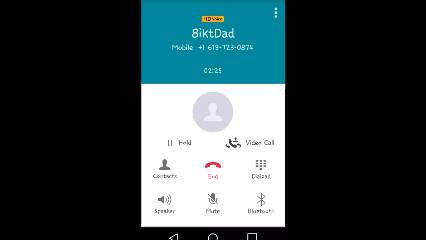 HD Voice
8iktDad
Mobile +1 619-723-0874
02:25
Hold
Video Call
Contacts
End
Dialpad
Speaker
Mute
Bluetooth